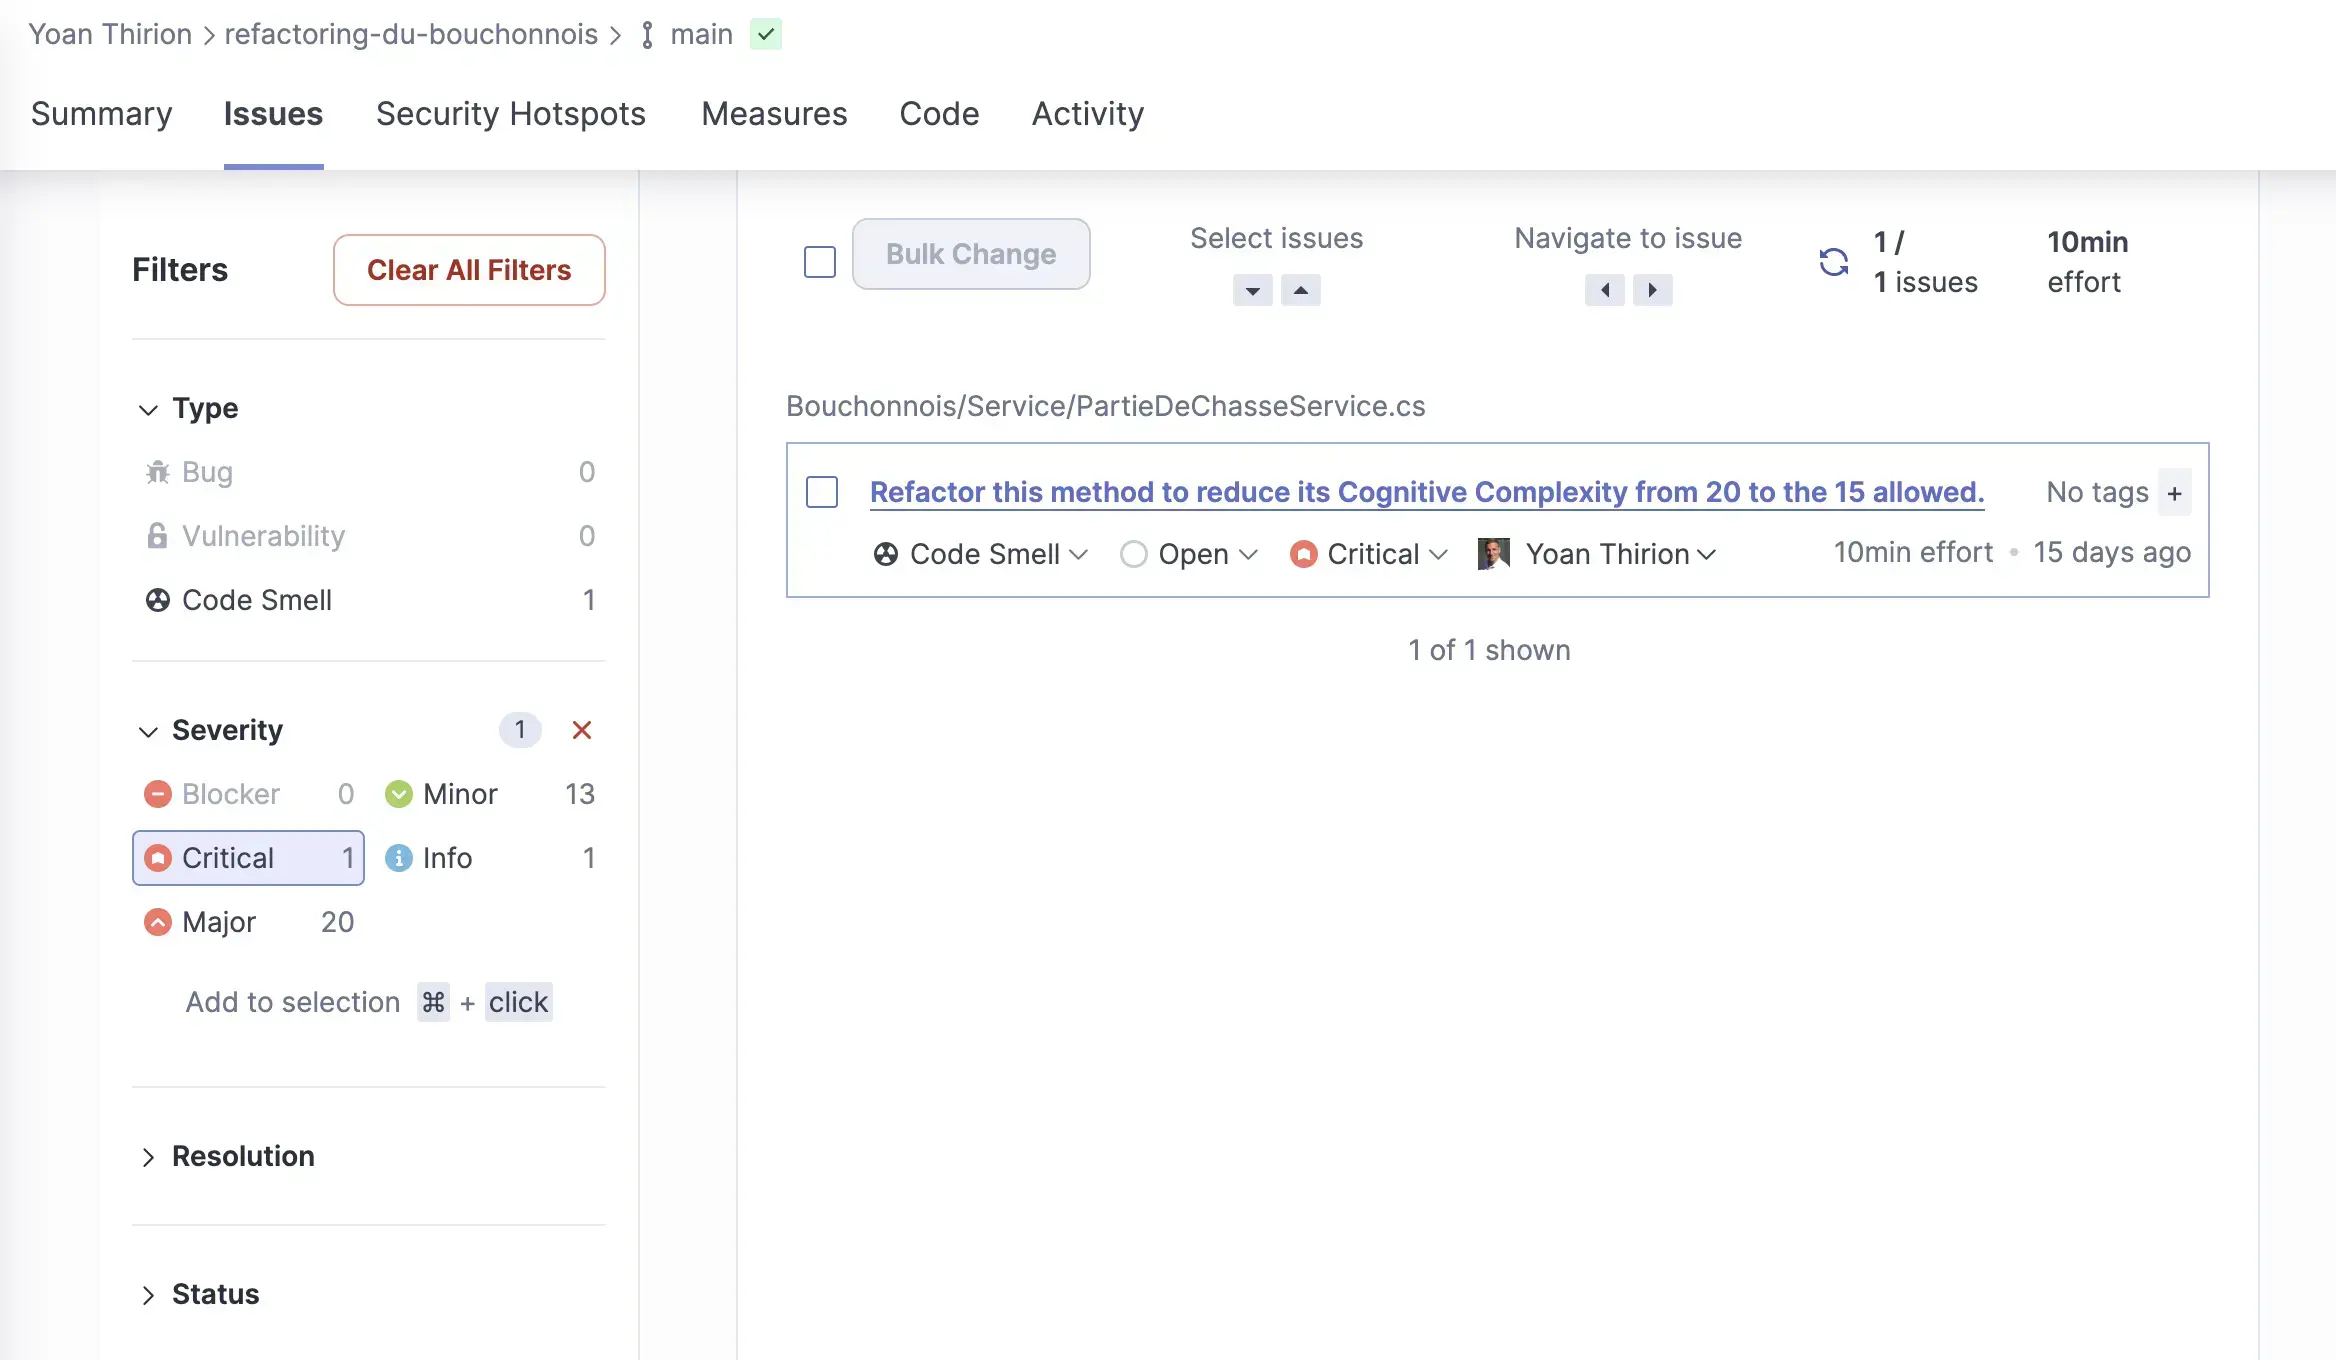 Yoan Thirion > refactoring-du-bouchonnois > main
Summary Issues Security Hotspots Measures Code Activity
Filters
Clear All Filters
Type
Bug 0
Vulnerability 0
Code Smell 1
Severity 1
Blocker 0 Minor 13
Critical 1 Info 1
Major 20
Add to selection ⌘ + click
Resolution
Status
Bulk Change
Select issues
Navigate to issue
1 /
1 issues
10min
effort
Bouchonnois/Service/PartieDeChasseService.cs
Refactor this method to reduce its Cognitive Complexity from 20 to the 15 allowed. No tags +
Code Smell Open Critical Yoan Thirion 10min effort • 15 days ago
1 of 1 shown